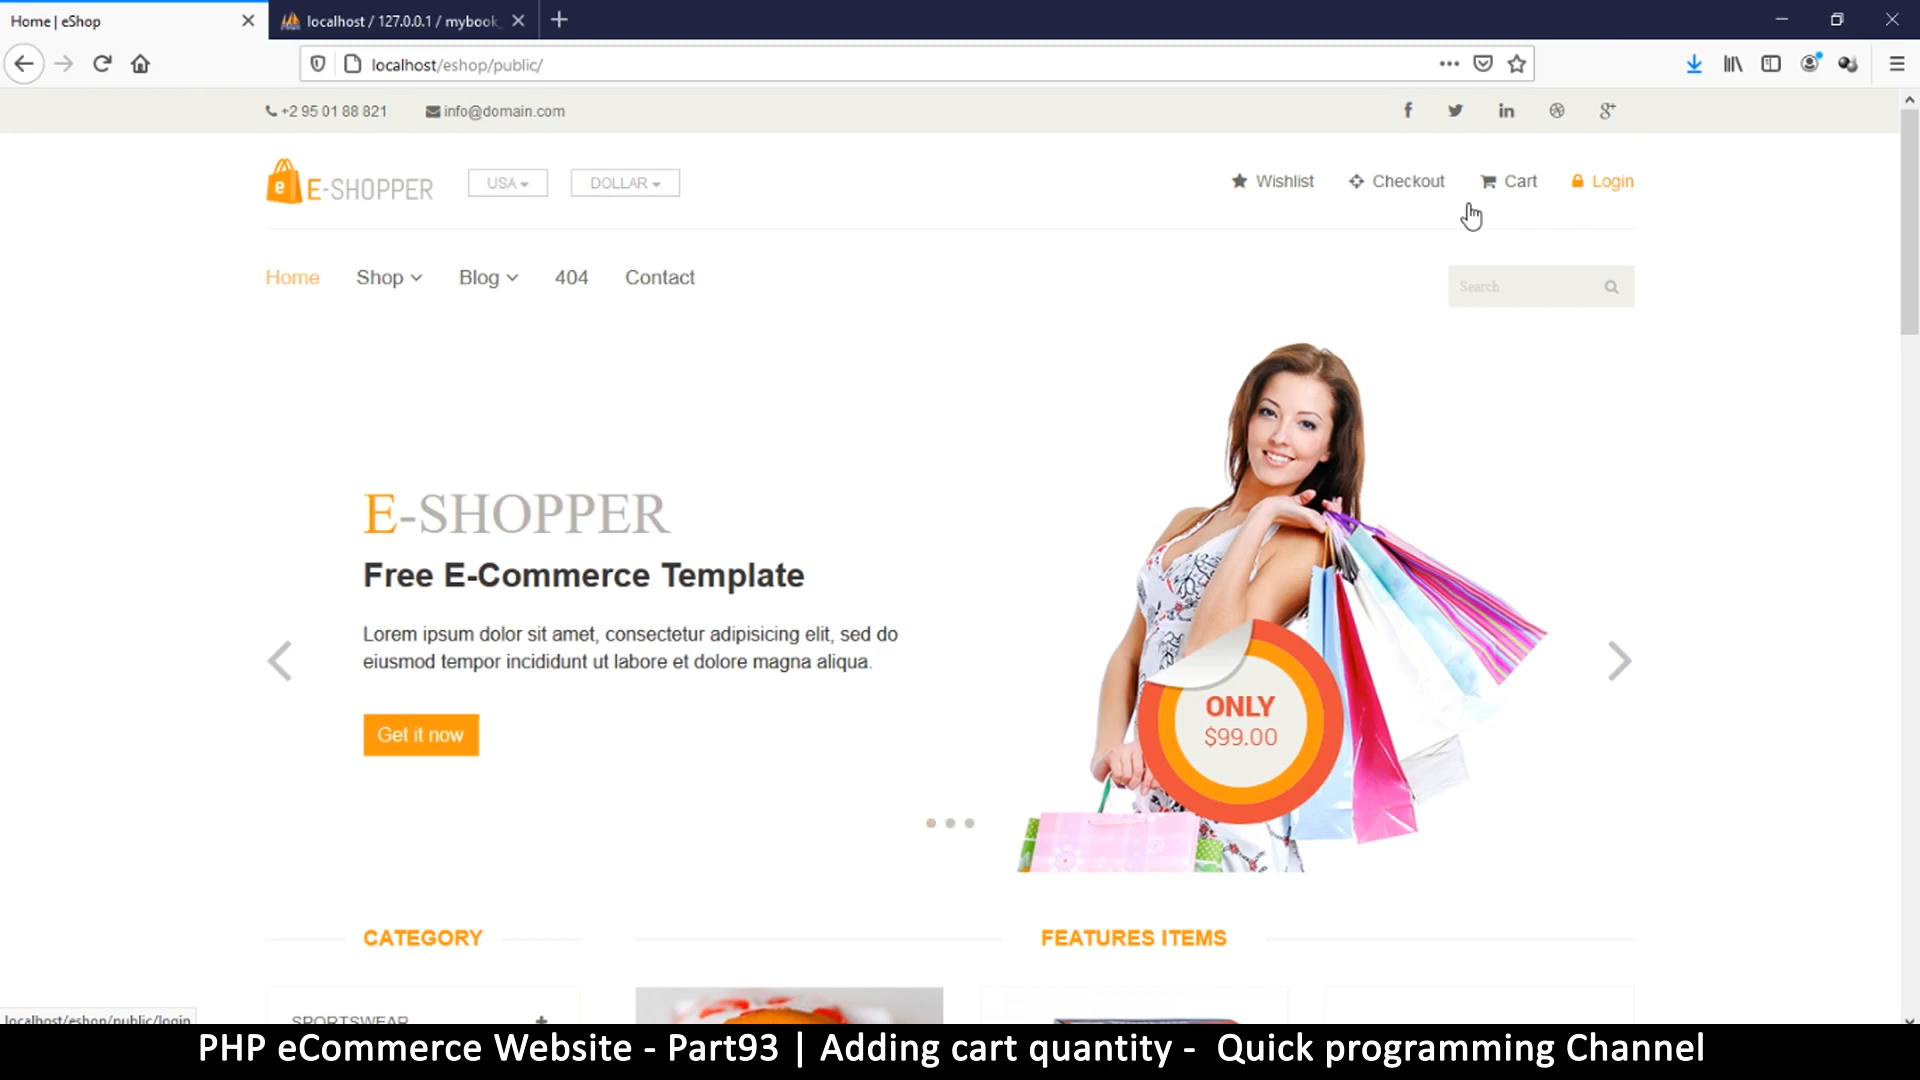 Home | eShop
localhost / 127.0.0.1 / mybook
localhost/eshop/public/
+2 95 01 88 821
info@domain.com
E-SHOPPER
USA
DOLLAR
Wishlist
Checkout
Cart
Login
Home
Shop
Blog
404
Contact
Search
E-SHOPPER
Free E-Commerce Template
Lorem ipsum dolor sit amet, consectetur adipisicing elit, sed do
eiusmod tempor incididunt ut labore et dolore magna aliqua.
Get it now
ONLY
$99.00
CATEGORY
FEATURES ITEMS
SPORTSWEAR
localhost/eshop/public/login
PHP eCommerce Website - Part93 | Adding cart quantity - Quick programming Channel